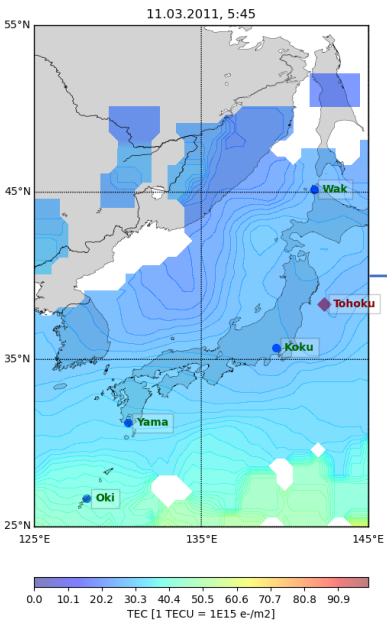 11.03.2011, 5:45
55°N
45°N
Wak
Tohoku
Koku
35°N
Yama
Oki
25°N
125°E 135°E 145°E
0.0 10.1 20.2 30.3 40.5 50.5 60.6 70.7 80.8 90.9
TEC [1 TECU = 1E15 e-/m2]